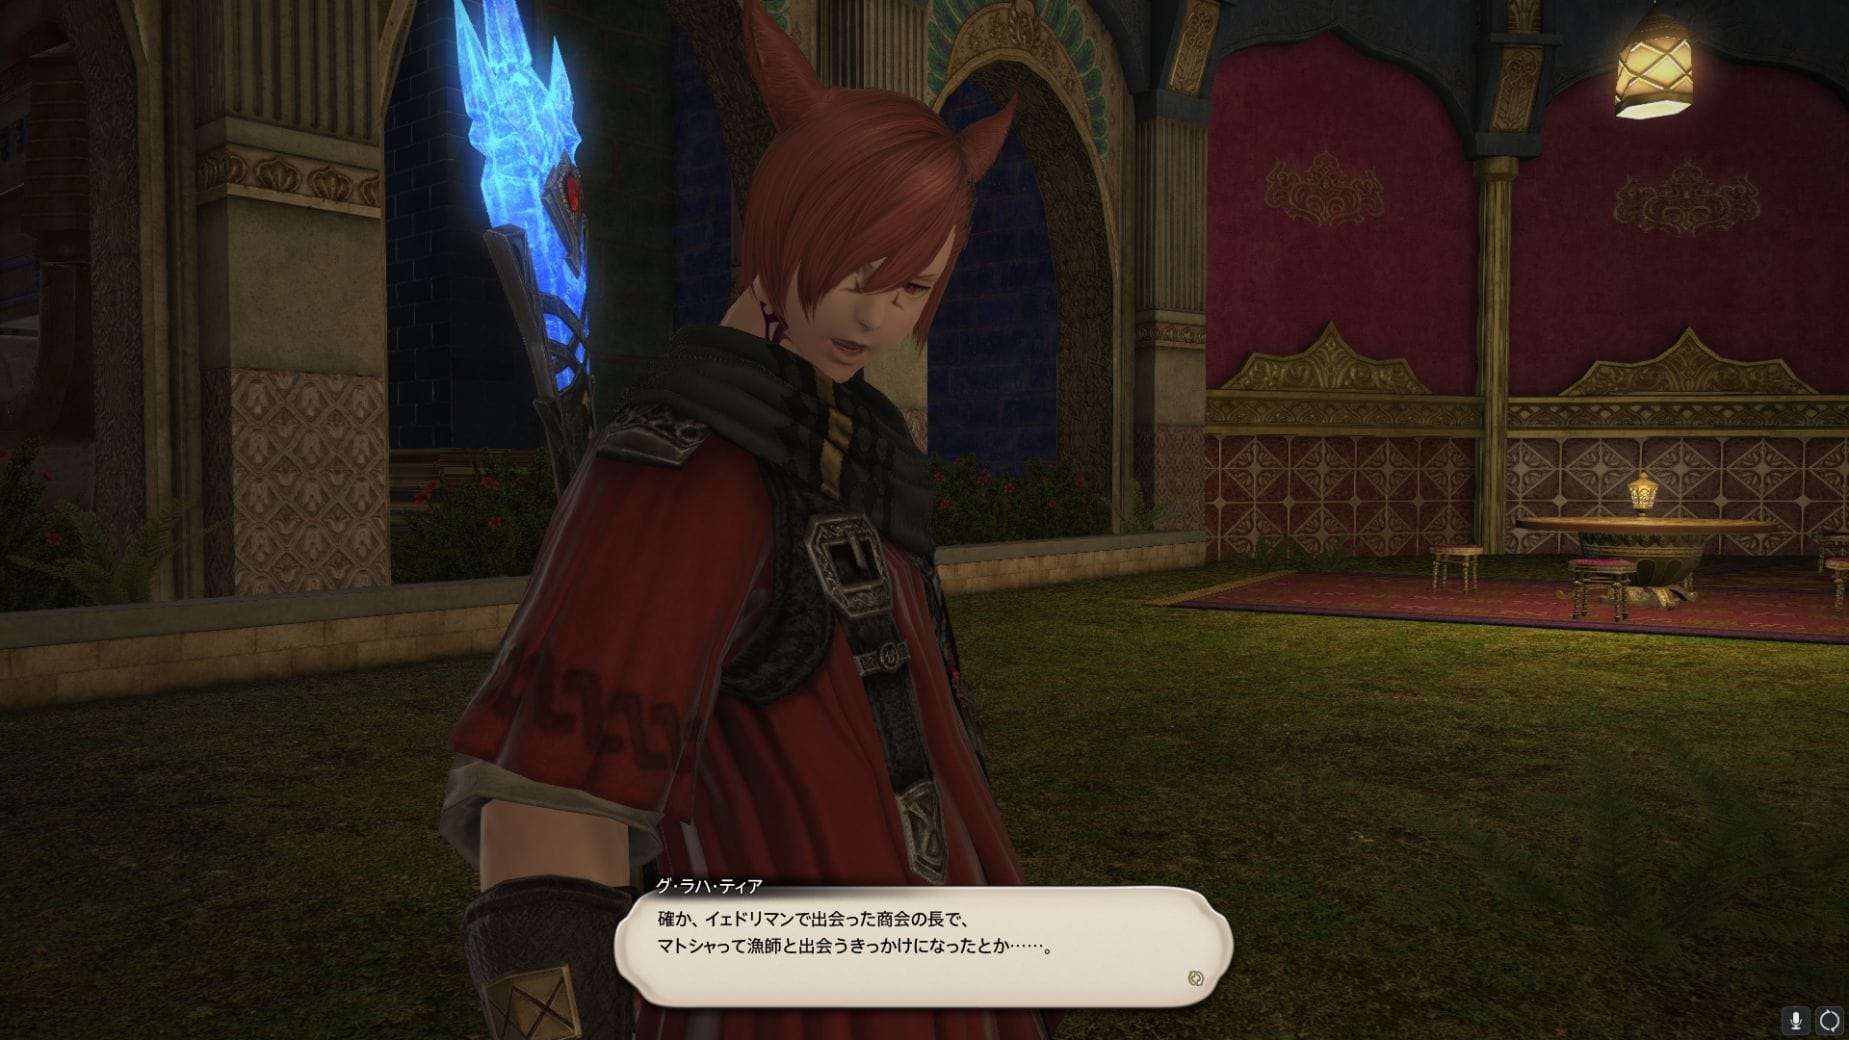 グ・ラハ・ティア
確か、イェドリマンで出会った商会の長で、
マトシャって漁師と出会うきっかけになったとか……。